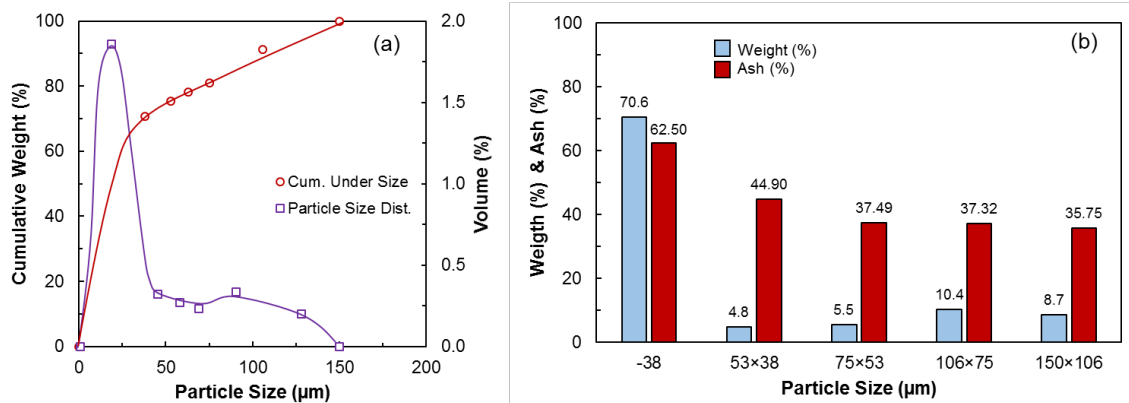 (a)
Cumulative Weight (%)
100
80
60
40
20
0
2.0
1.5
1.0
0.5
0.0
Volume (%)
Cum. Under Size
Particle Size Dist.
0 50 100 150 200
Particle Size (µm)
(b)
Weigth (%) & Ash (%)
100
80
60
40
20
0
Weight (%)
Ash (%)
70.6
62.50
4.8
44.90
5.5
37.49
10.4
37.32
8.7
35.75
-38 53×38 75×53 106×75 150×106
Particle Size (µm)